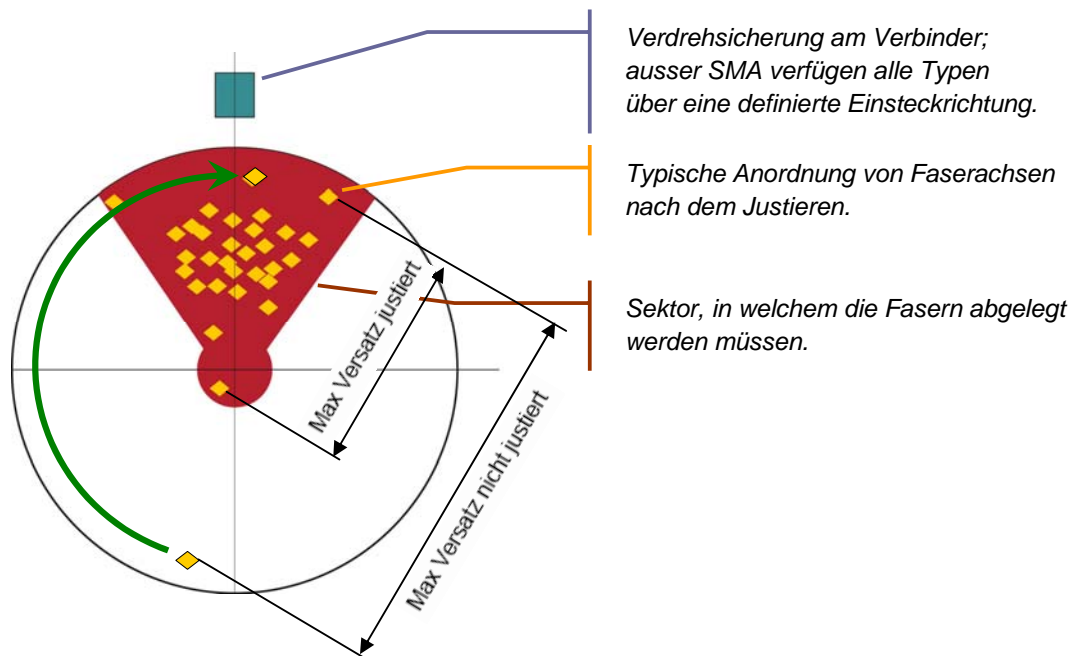 Verdrehsicherung am Verbinder;
ausser SMA verfügen alle Typen
über eine definierte Einsteckrichtung.
Typische Anordnung von Faserachsen
nach dem Justieren.
Sektor, in welchem die Fasern abgelegt
werden müssen.
Max Versatz justiert
Max Versatz nicht justiert